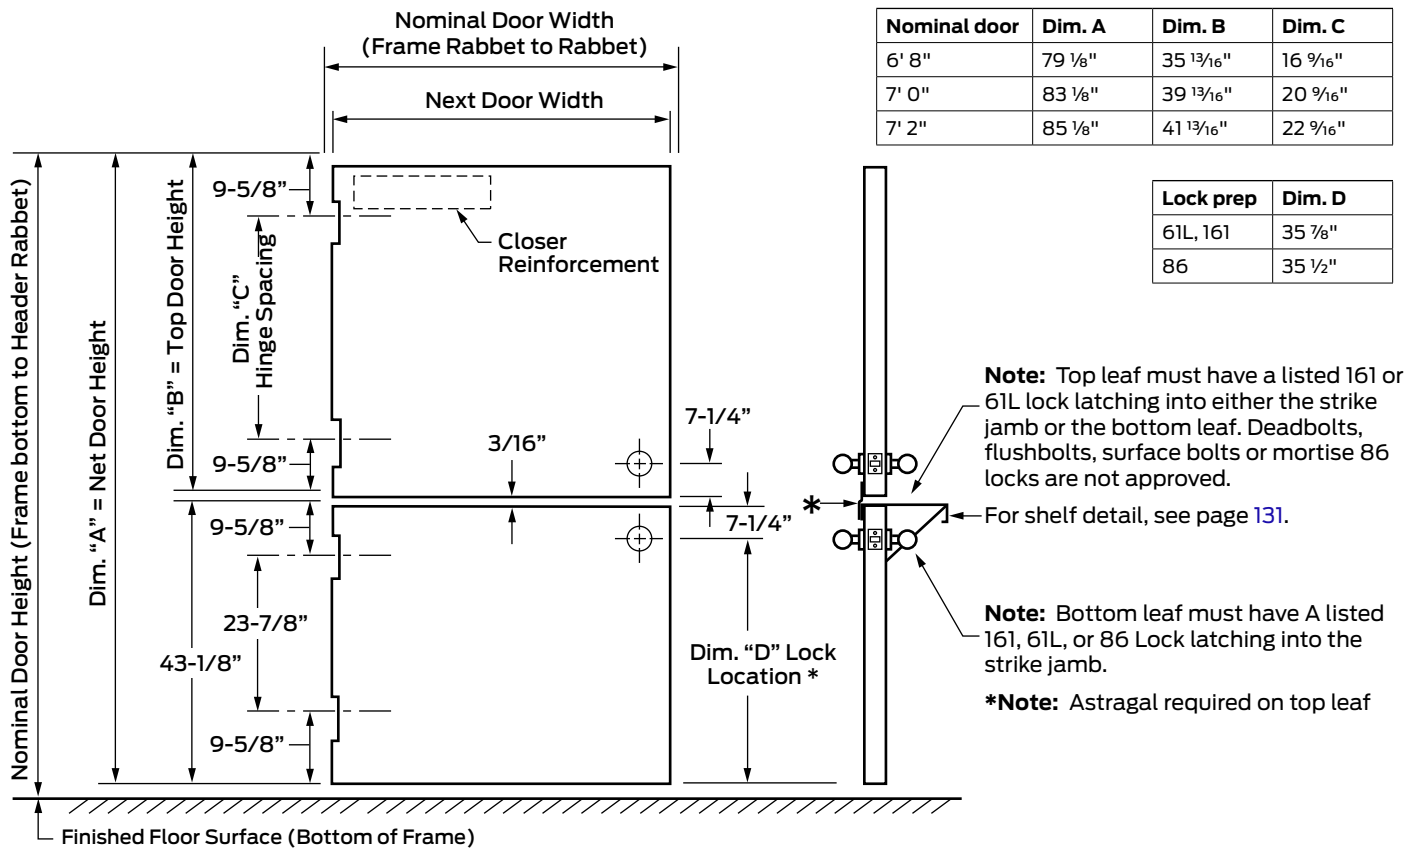 Nominal Door Width
(Frame Rabbet to Rabbet)
Next Door Width
Nominal door Dim. A Dim. B Dim. C
6' 8" 79 ⅛" 35 ¹³⁄₁₆" 16 ⁹⁄₁₆"
7' 0" 83 ⅛" 39 ¹³⁄₁₆" 20 ⁹⁄₁₆"
7' 2" 85 ⅛" 41 ¹³⁄₁₆" 22 ⁹⁄₁₆"
Lock prep Dim. D
61L, 161 35 ⅞"
86 35 ½"
Nominal Door Height (Frame bottom to Header Rabbet)
Dim. “A” = Net Door Height
Dim. “B” = Top Door Height
9-5/8”
Dim. “C”
Hinge Spacing
Closer
Reinforcement
9-5/8”
3/16”
7-1/4”
9-5/8”
7-1/4”
23-7/8”
43-1/8”
9-5/8”
Dim. “D” Lock
Location *
*
Note: Top leaf must have a listed 161 or
61L lock latching into either the strike
jamb or the bottom leaf. Deadbolts,
flushbolts, surface bolts or mortise 86
locks are not approved.
For shelf detail, see page 131.
Note: Bottom leaf must have A listed
161, 61L, or 86 Lock latching into the
strike jamb.
*Note: Astragal required on top leaf
Finished Floor Surface (Bottom of Frame)